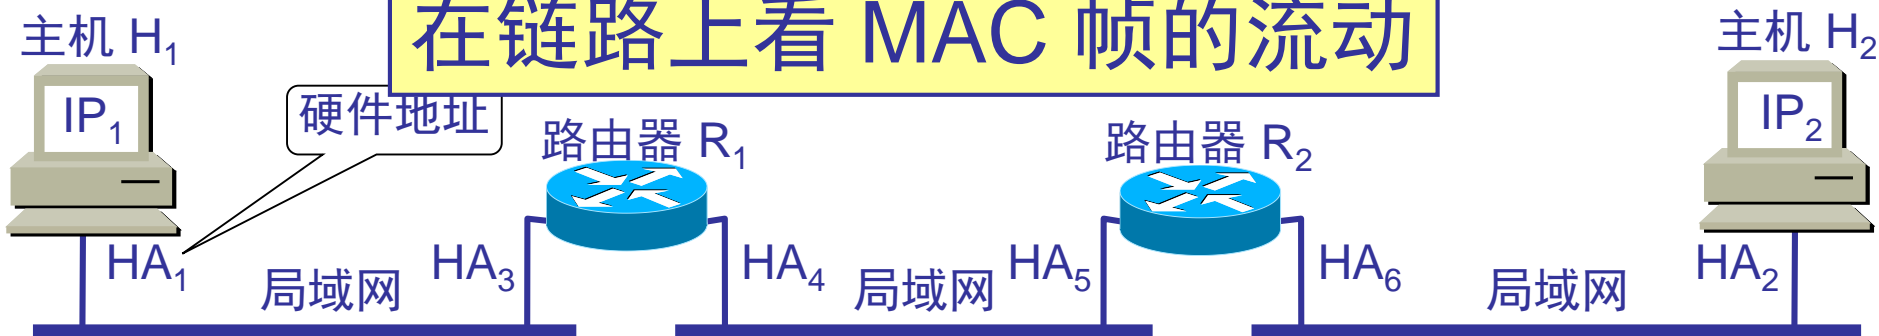 在链路上看 MAC 帧的流动
主机 H₁
主机 H₂
IP₁
硬件地址
路由器 R₁
路由器 R₂
IP₂
HA₁
局域网
HA₃
HA₄
局域网
HA₅
HA₆
局域网
HA₂